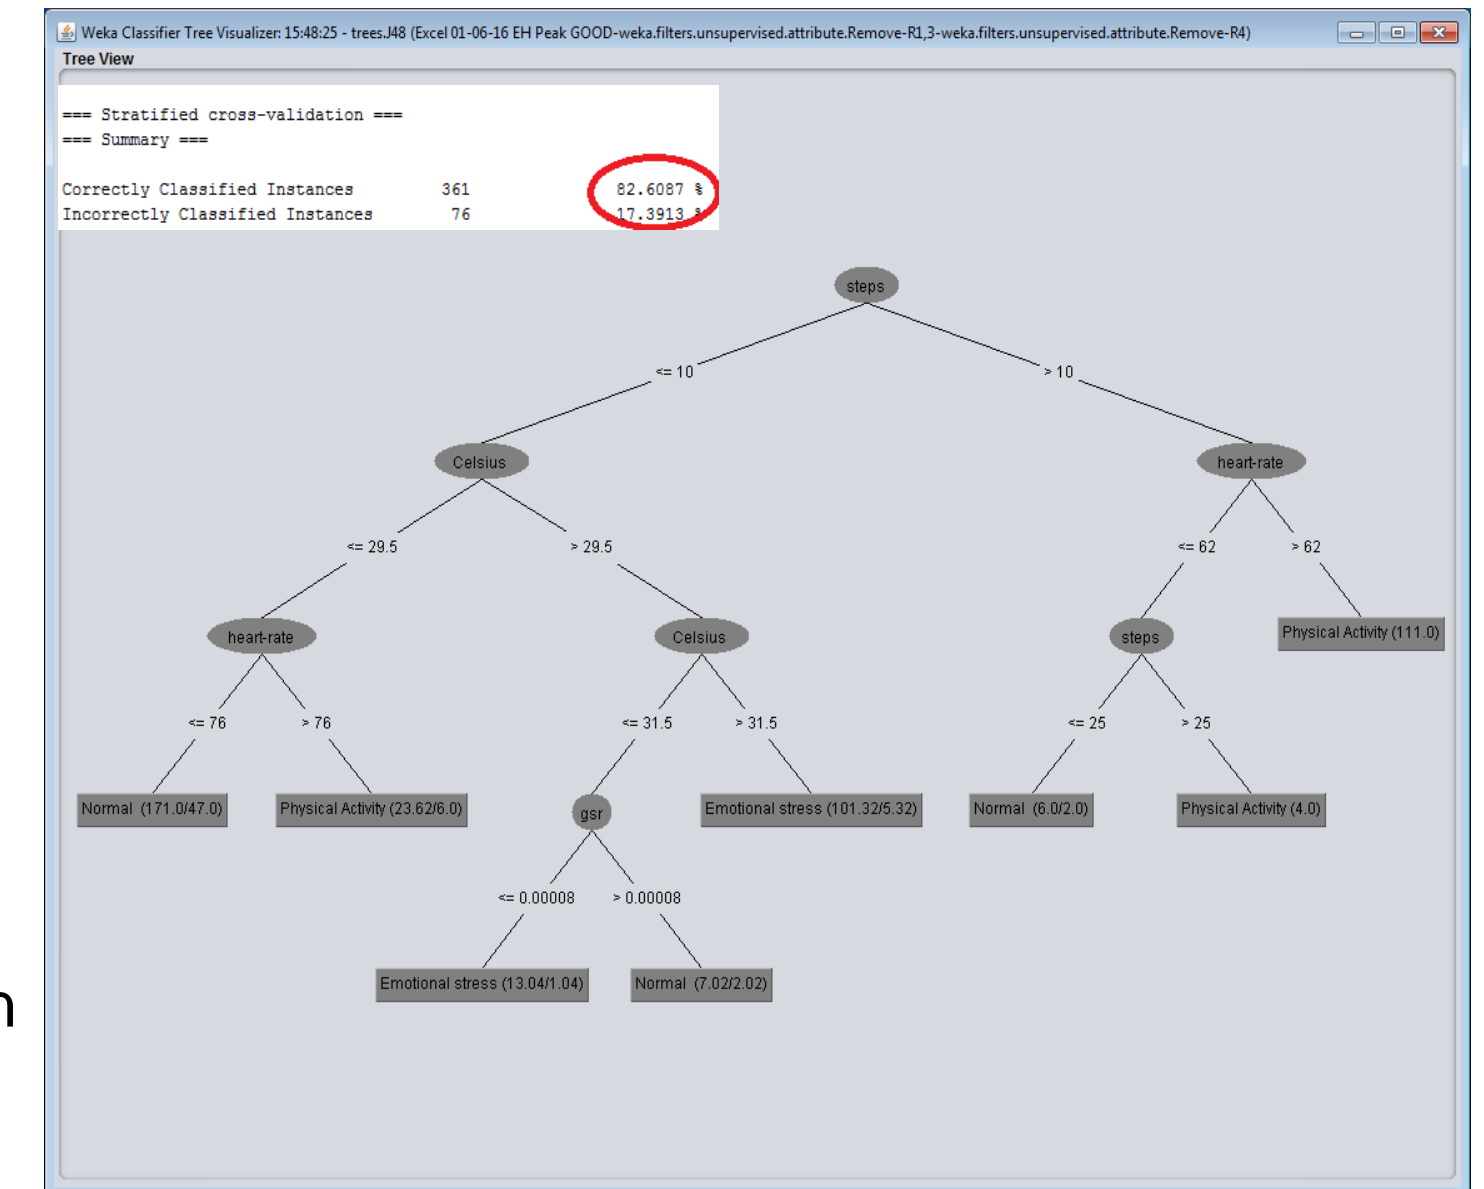 Weka Classifier Tree Visualizer: 15:48:25 - trees.J48 (Excel 01-06-16 EH Peak GOOD-weka.filters.unsupervised.attribute.Remove-R1,3-weka.filters.unsupervised.attribute.Remove-R4)
Tree View
=== Stratified cross-validation ===
=== Summary ===
Correctly Classified Instances 361 82.6087 %
Incorrectly Classified Instances 76 17.3913 %
steps
<= 10 > 10
Celsius heart-rate
<= 29.5 > 29.5 <= 62 > 62
heart-rate Celsius steps Physical Activity (111.0)
<= 76 > 76 <= 31.5 > 31.5 <= 25 > 25
Normal (171.0/47.0) Physical Activity (23.62/6.0) gsr Emotional stress (101.32/5.32) Normal (6.0/2.0) Physical Activity (4.0)
<= 0.00008 > 0.00008
Emotional stress (13.04/1.04) Normal (7.02/2.02)
n